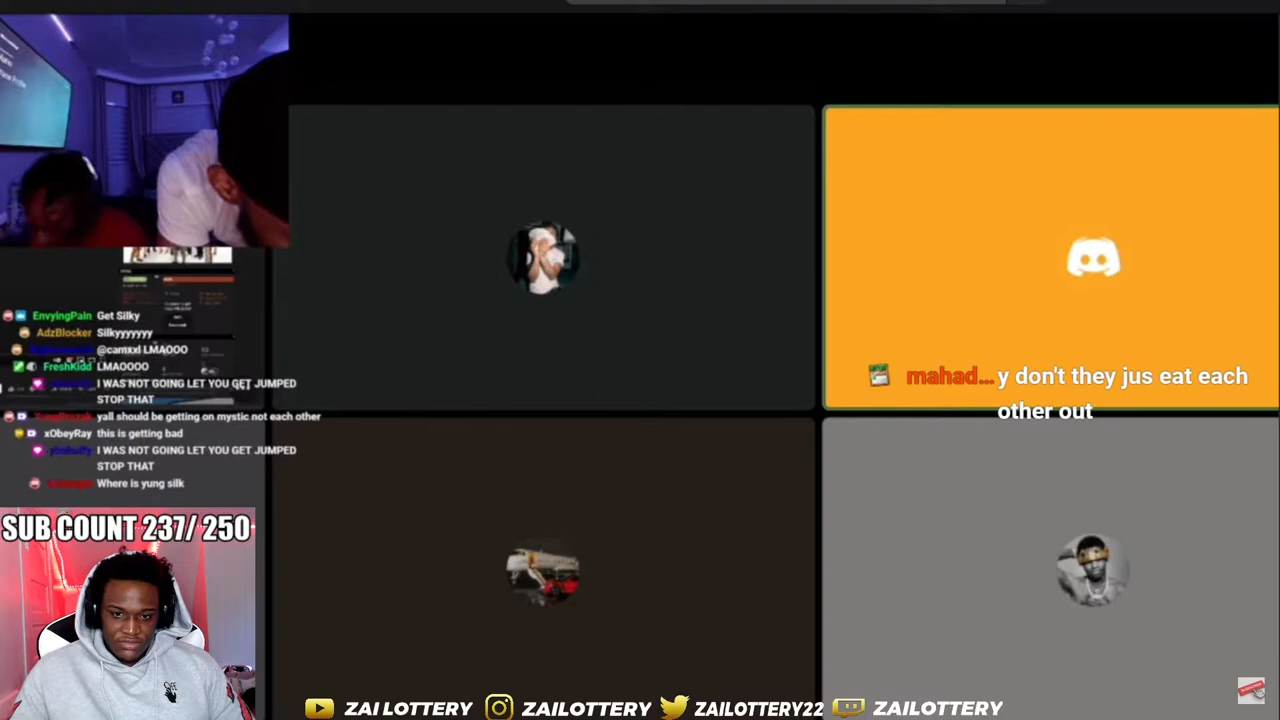 EnvyingPain Get Silky
AdzBlocker Silkyyyyyy
@camxxl LMAOOO
FreshKidd LMAOOOO
I WAS NOT GOING LET YOU GET JUMPED
STOP THAT
yall should be getting on mystic not each other
xObeyRay this is getting bad
I WAS NOT GOING LET YOU GET JUMPED
STOP THAT
Where is yung silk
mahad... y don't they jus eat each
other out
SUB COUNT 237/ 250
ZAI LOTTERY ZAILOTTERY ZAILOTTERY22 ZAILOTTERY